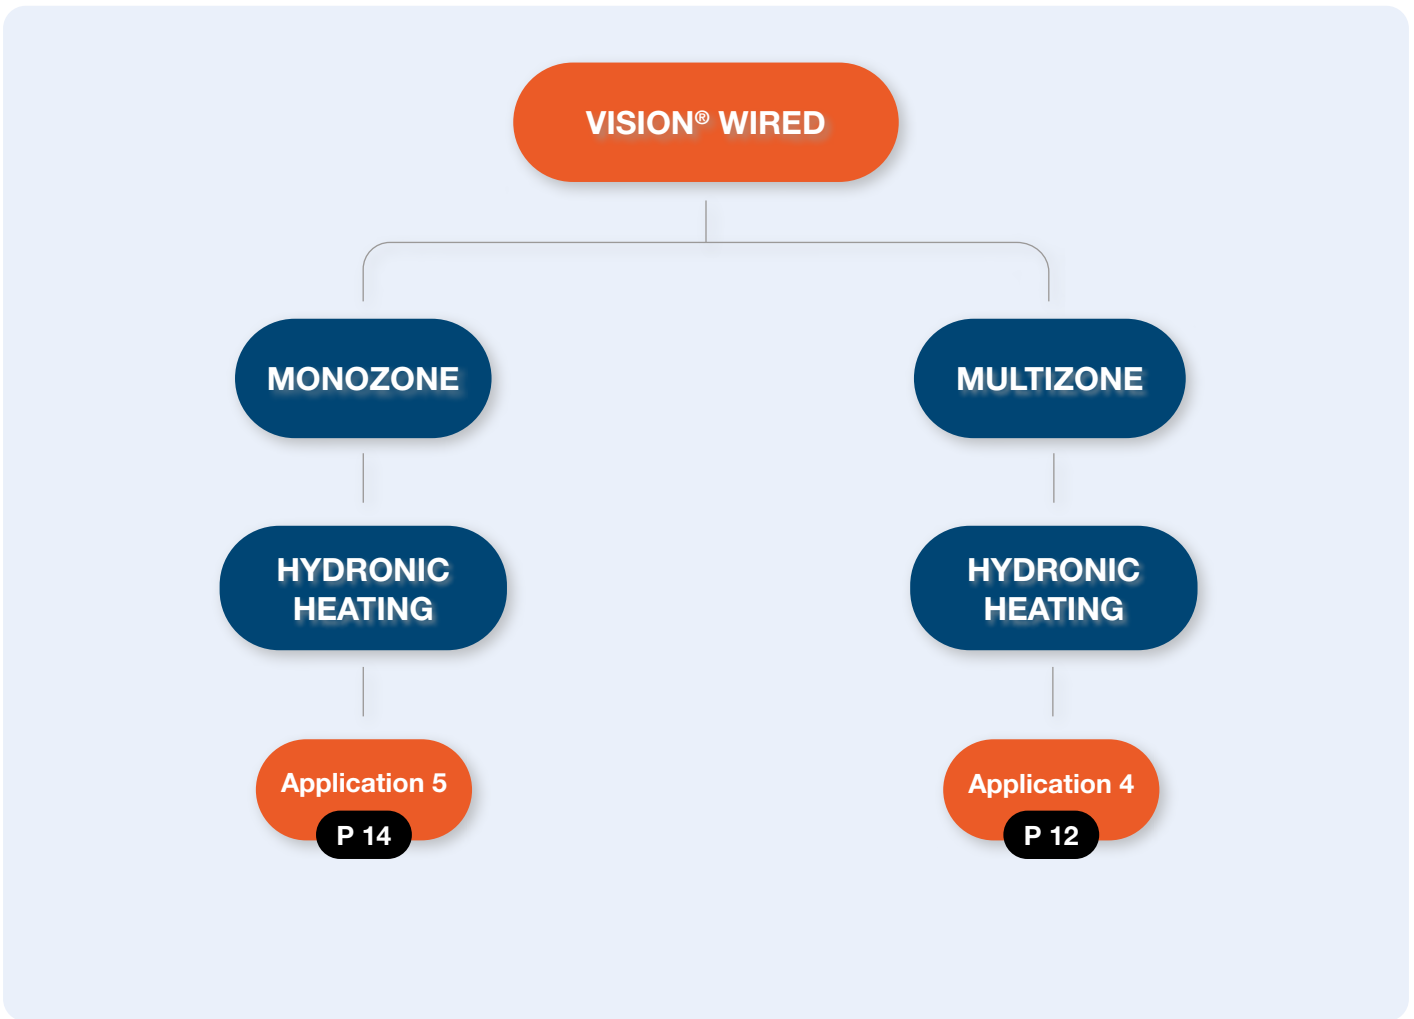 VISION® WIRED
MONOZONE
MULTIZONE
HYDRONIC
HEATING
HYDRONIC
HEATING
Application 5
P 14
Application 4
P 12